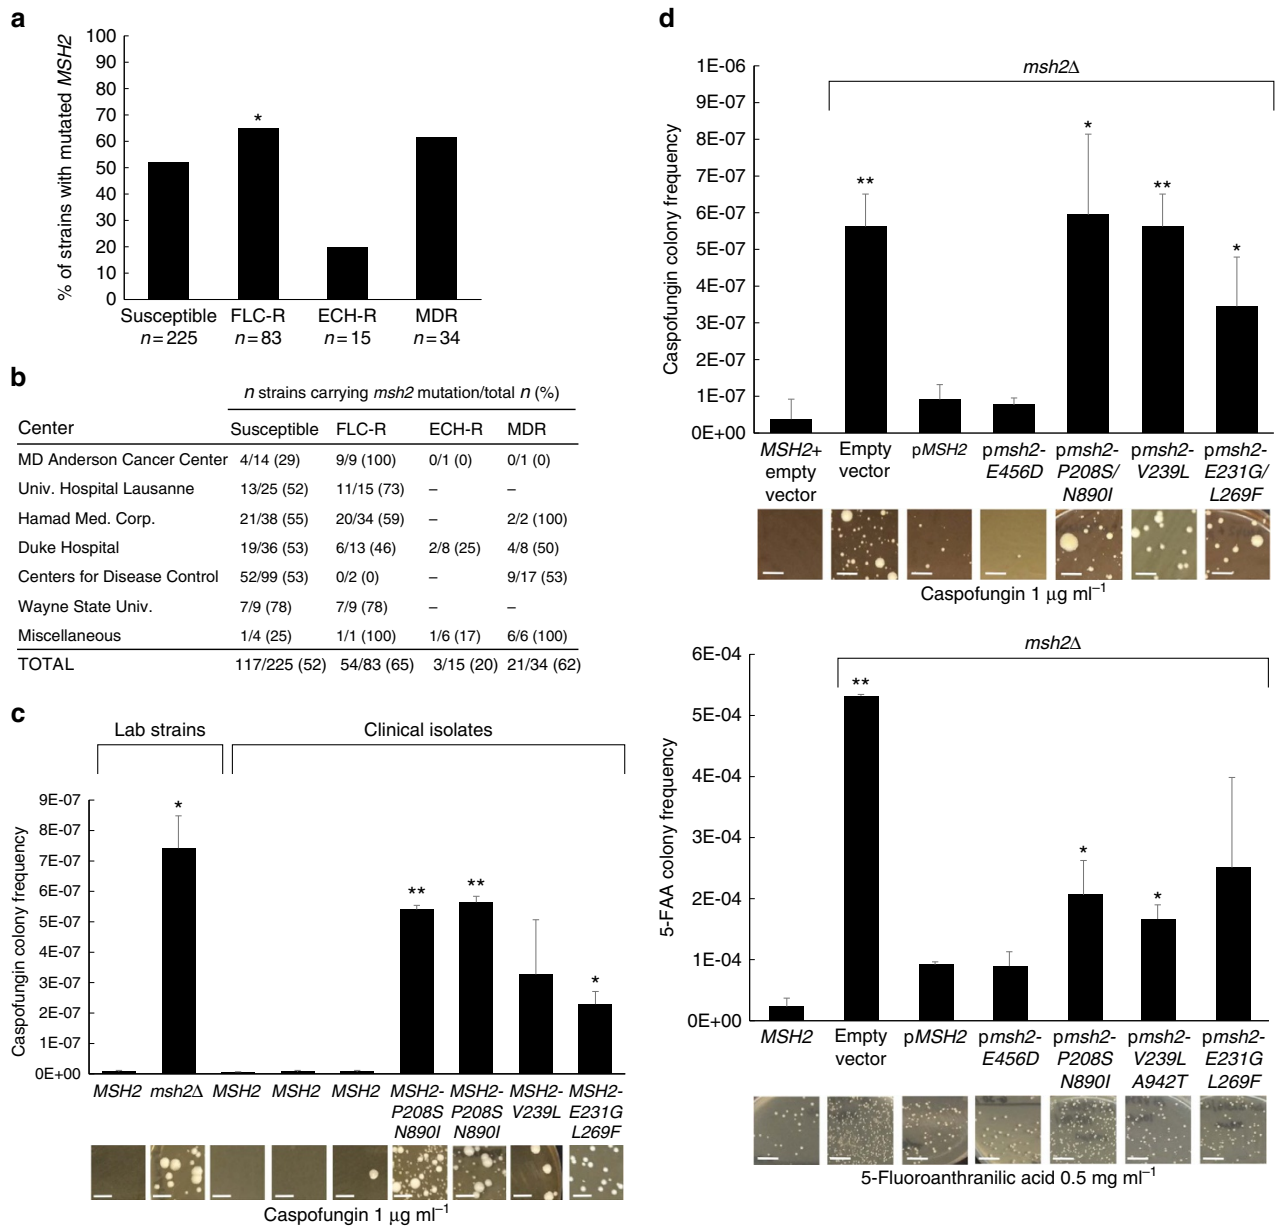 a
% of strains with mutated MSH2
100
90
80
70
60
50
40
30
20
10
0
*
Susceptible FLC-R ECH-R MDR
n=225 n=83 n=15 n=34
b
n strains carrying msh2 mutation/total n (%)
Center Susceptible FLC-R ECH-R MDR
MD Anderson Cancer Center 4/14 (29) 9/9 (100) 0/1 (0) 0/1 (0)
Univ. Hospital Lausanne 13/25 (52) 11/15 (73) – –
Hamad Med. Corp. 21/38 (55) 20/34 (59) – 2/2 (100)
Duke Hospital 19/36 (53) 6/13 (46) 2/8 (25) 4/8 (50)
Centers for Disease Control 52/99 (53) 0/2 (0) – 9/17 (53)
Wayne State Univ. 7/9 (78) 7/9 (78) – –
Miscellaneous 1/4 (25) 1/1 (100) 1/6 (17) 6/6 (100)
TOTAL 117/225 (52) 54/83 (65) 3/15 (20) 21/34 (62)
c
Lab strains Clinical isolates
Caspofungin colony frequency
9E-07
8E-07
7E-07
6E-07
5E-07
4E-07
3E-07
2E-07
1E-07
0E+00
* ** ** *
MSH2 msh2Δ MSH2 MSH2 MSH2 MSH2- MSH2- MSH2- MSH2-
P208S P208S V239L E231G
N890I N890I L269F
Caspofungin 1 μg ml⁻¹
d
msh2Δ
Caspofungin colony frequency
1E-06
9E-07
8E-07
7E-07
6E-07
5E-07
4E-07
3E-07
2E-07
1E-07
0E+00
** * ** *
MSH2+ Empty pMSH2 pmsh2- pmsh2- pmsh2- pmsh2-
empty vector E456D P208S/ V239L E231G/
vector N890I L269F
Caspofungin 1 μg ml⁻¹
msh2Δ
5-FAA colony frequency
6E-04
5E-04
4E-04
3E-04
2E-04
1E-04
0E+00
** * *
MSH2 Empty pMSH2 pmsh2- pmsh2- pmsh2- pmsh2-
vector E456D P208S V239L E231G
N890I A942T L269F
5-Fluoroanthranilic acid 0.5 mg ml⁻¹